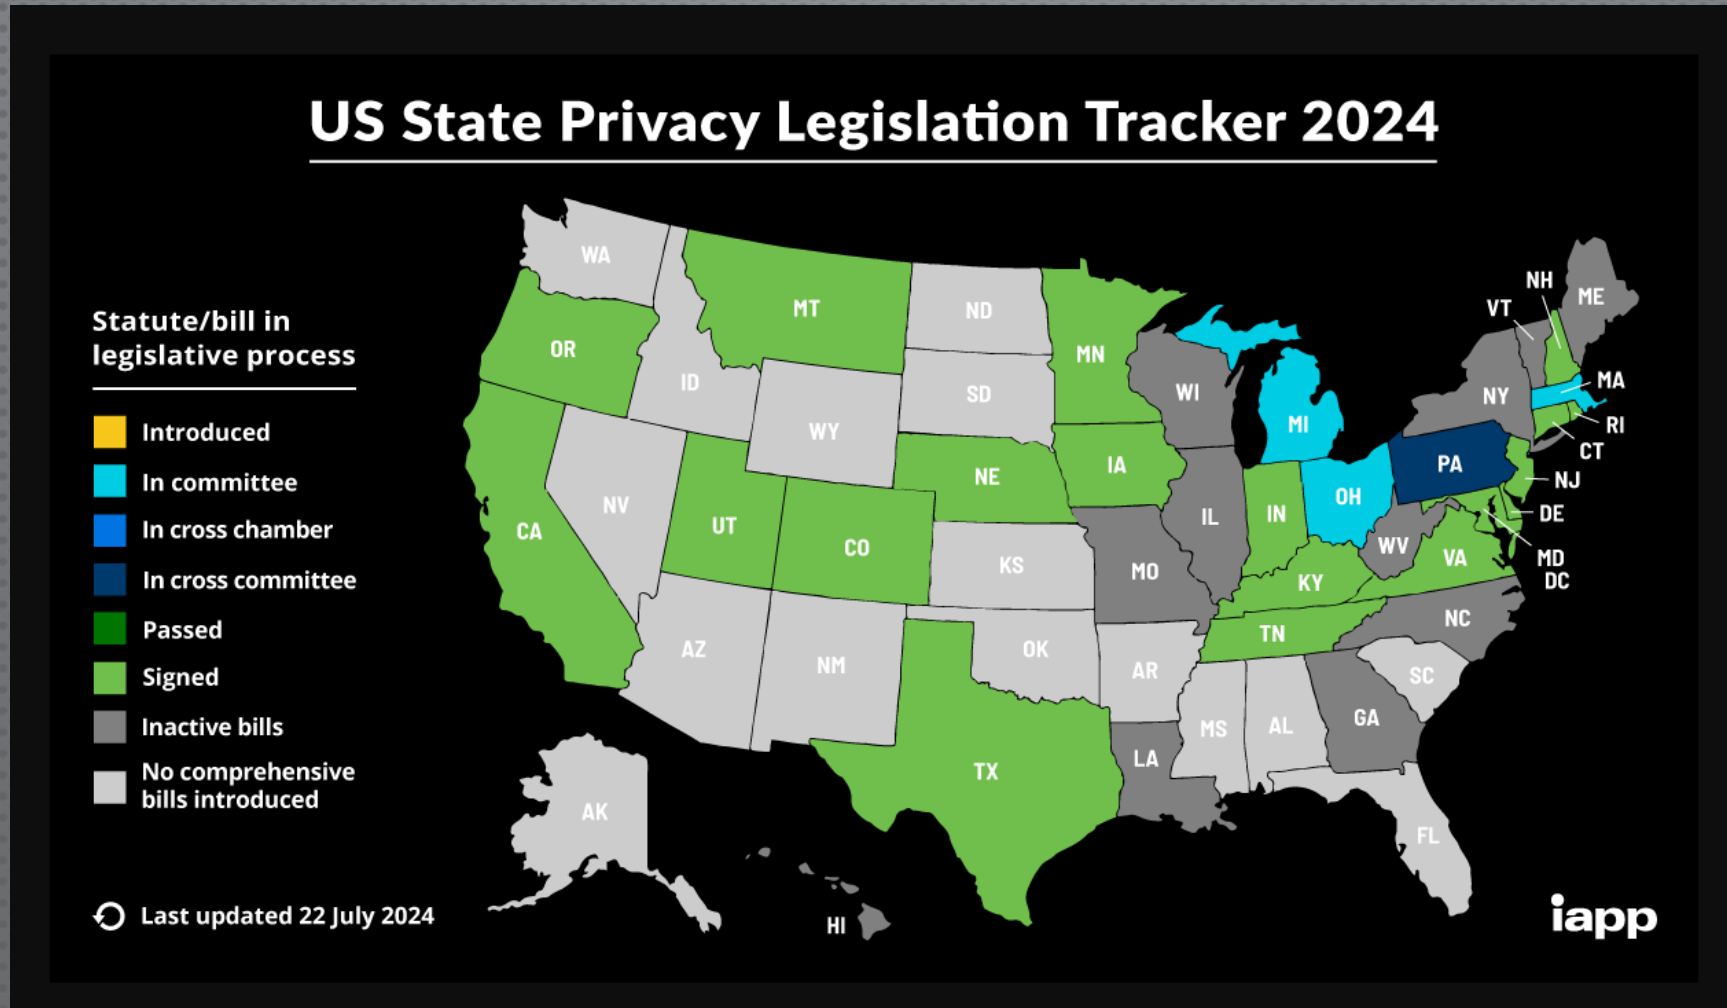 US State Privacy Legislation Tracker 2024
Statute/bill in
legislative process
Introduced
In committee
In cross chamber
In cross committee
Passed
Signed
Inactive bills
No comprehensive
bills introduced
Last updated 22 July 2024
WA
MT
ND
MN
OR
ID
SD
WY
WI
MI
VT
NH
ME
NY
MA
RI
CT
PA
NJ
DE
MD
DC
CA
NV
UT
CO
NE
IA
IL
IN
OH
WV
VA
KS
MO
KY
AZ
NM
OK
AR
TN
NC
SC
TX
LA
MS
AL
GA
FL
AK
HI
iapp